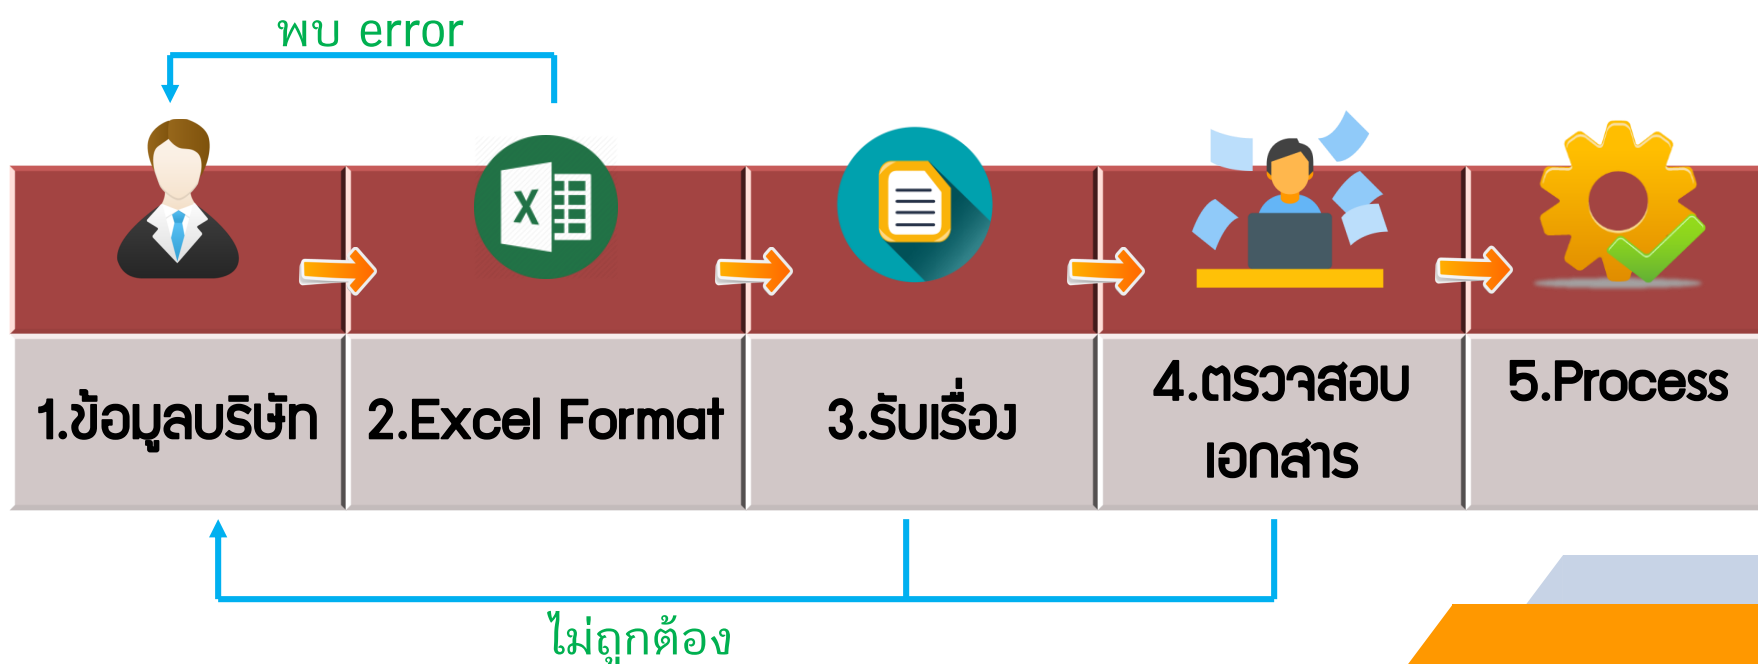 พบ error
1.ข้อมูลบริษัท
2.Excel Format
3.รับเรื่อง
4.ตรวจสอบ
เอกสาร
5.Process
ไม่ถูกต้อง